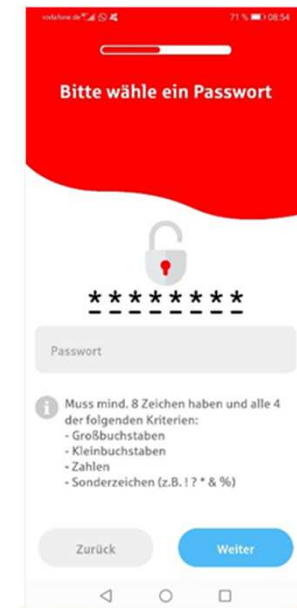 vodafone.de
71 % 08:54
Bitte wähle ein Passwort
* * * * * * * *
Passwort
Muss mind. 8 Zeichen haben und alle 4
der folgenden Kriterien:
- Großbuchstaben
- Kleinbuchstaben
- Zahlen
- Sonderzeichen (z.B. ! ? * & %)
Zurück
Weiter